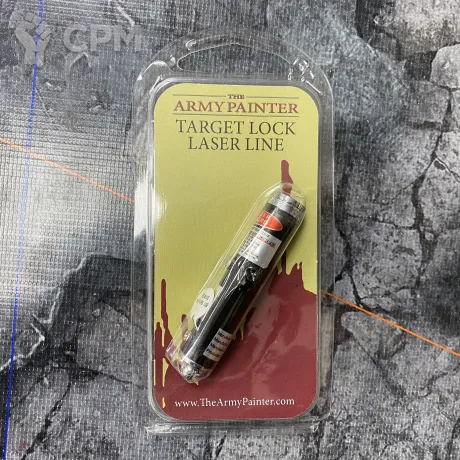 CPM
THE
ARMY PAINTER
TARGET LOCK
LASER LINE
www.TheArmyPainter.com